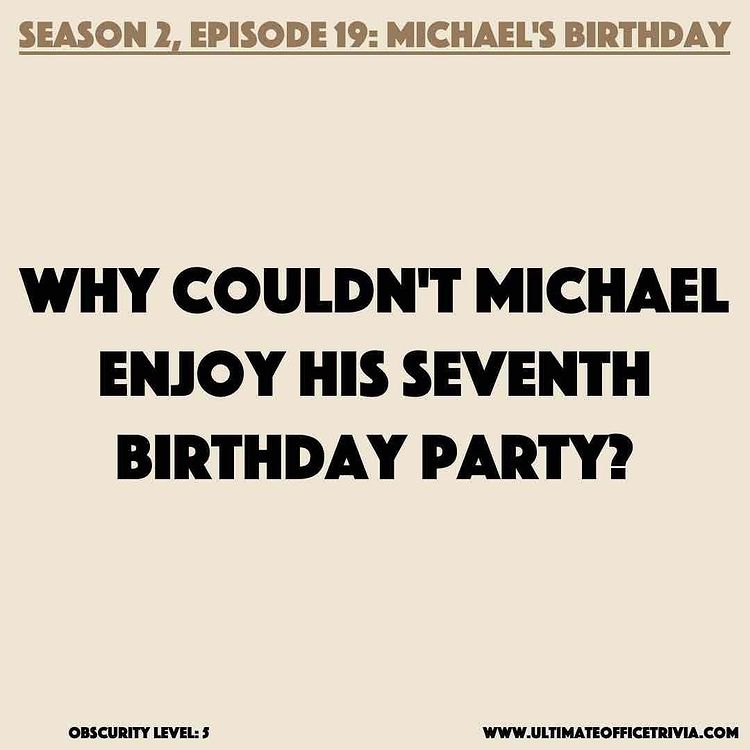 SEASON 2, EPISODE 19: MICHAEL'S BIRTHDAY
WHY COULDN'T MICHAEL
ENJOY HIS SEVENTH
BIRTHDAY PARTY?
OBSCURITY LEVEL: 5
WWW.ULTIMATEOFFICETRIVIA.COM